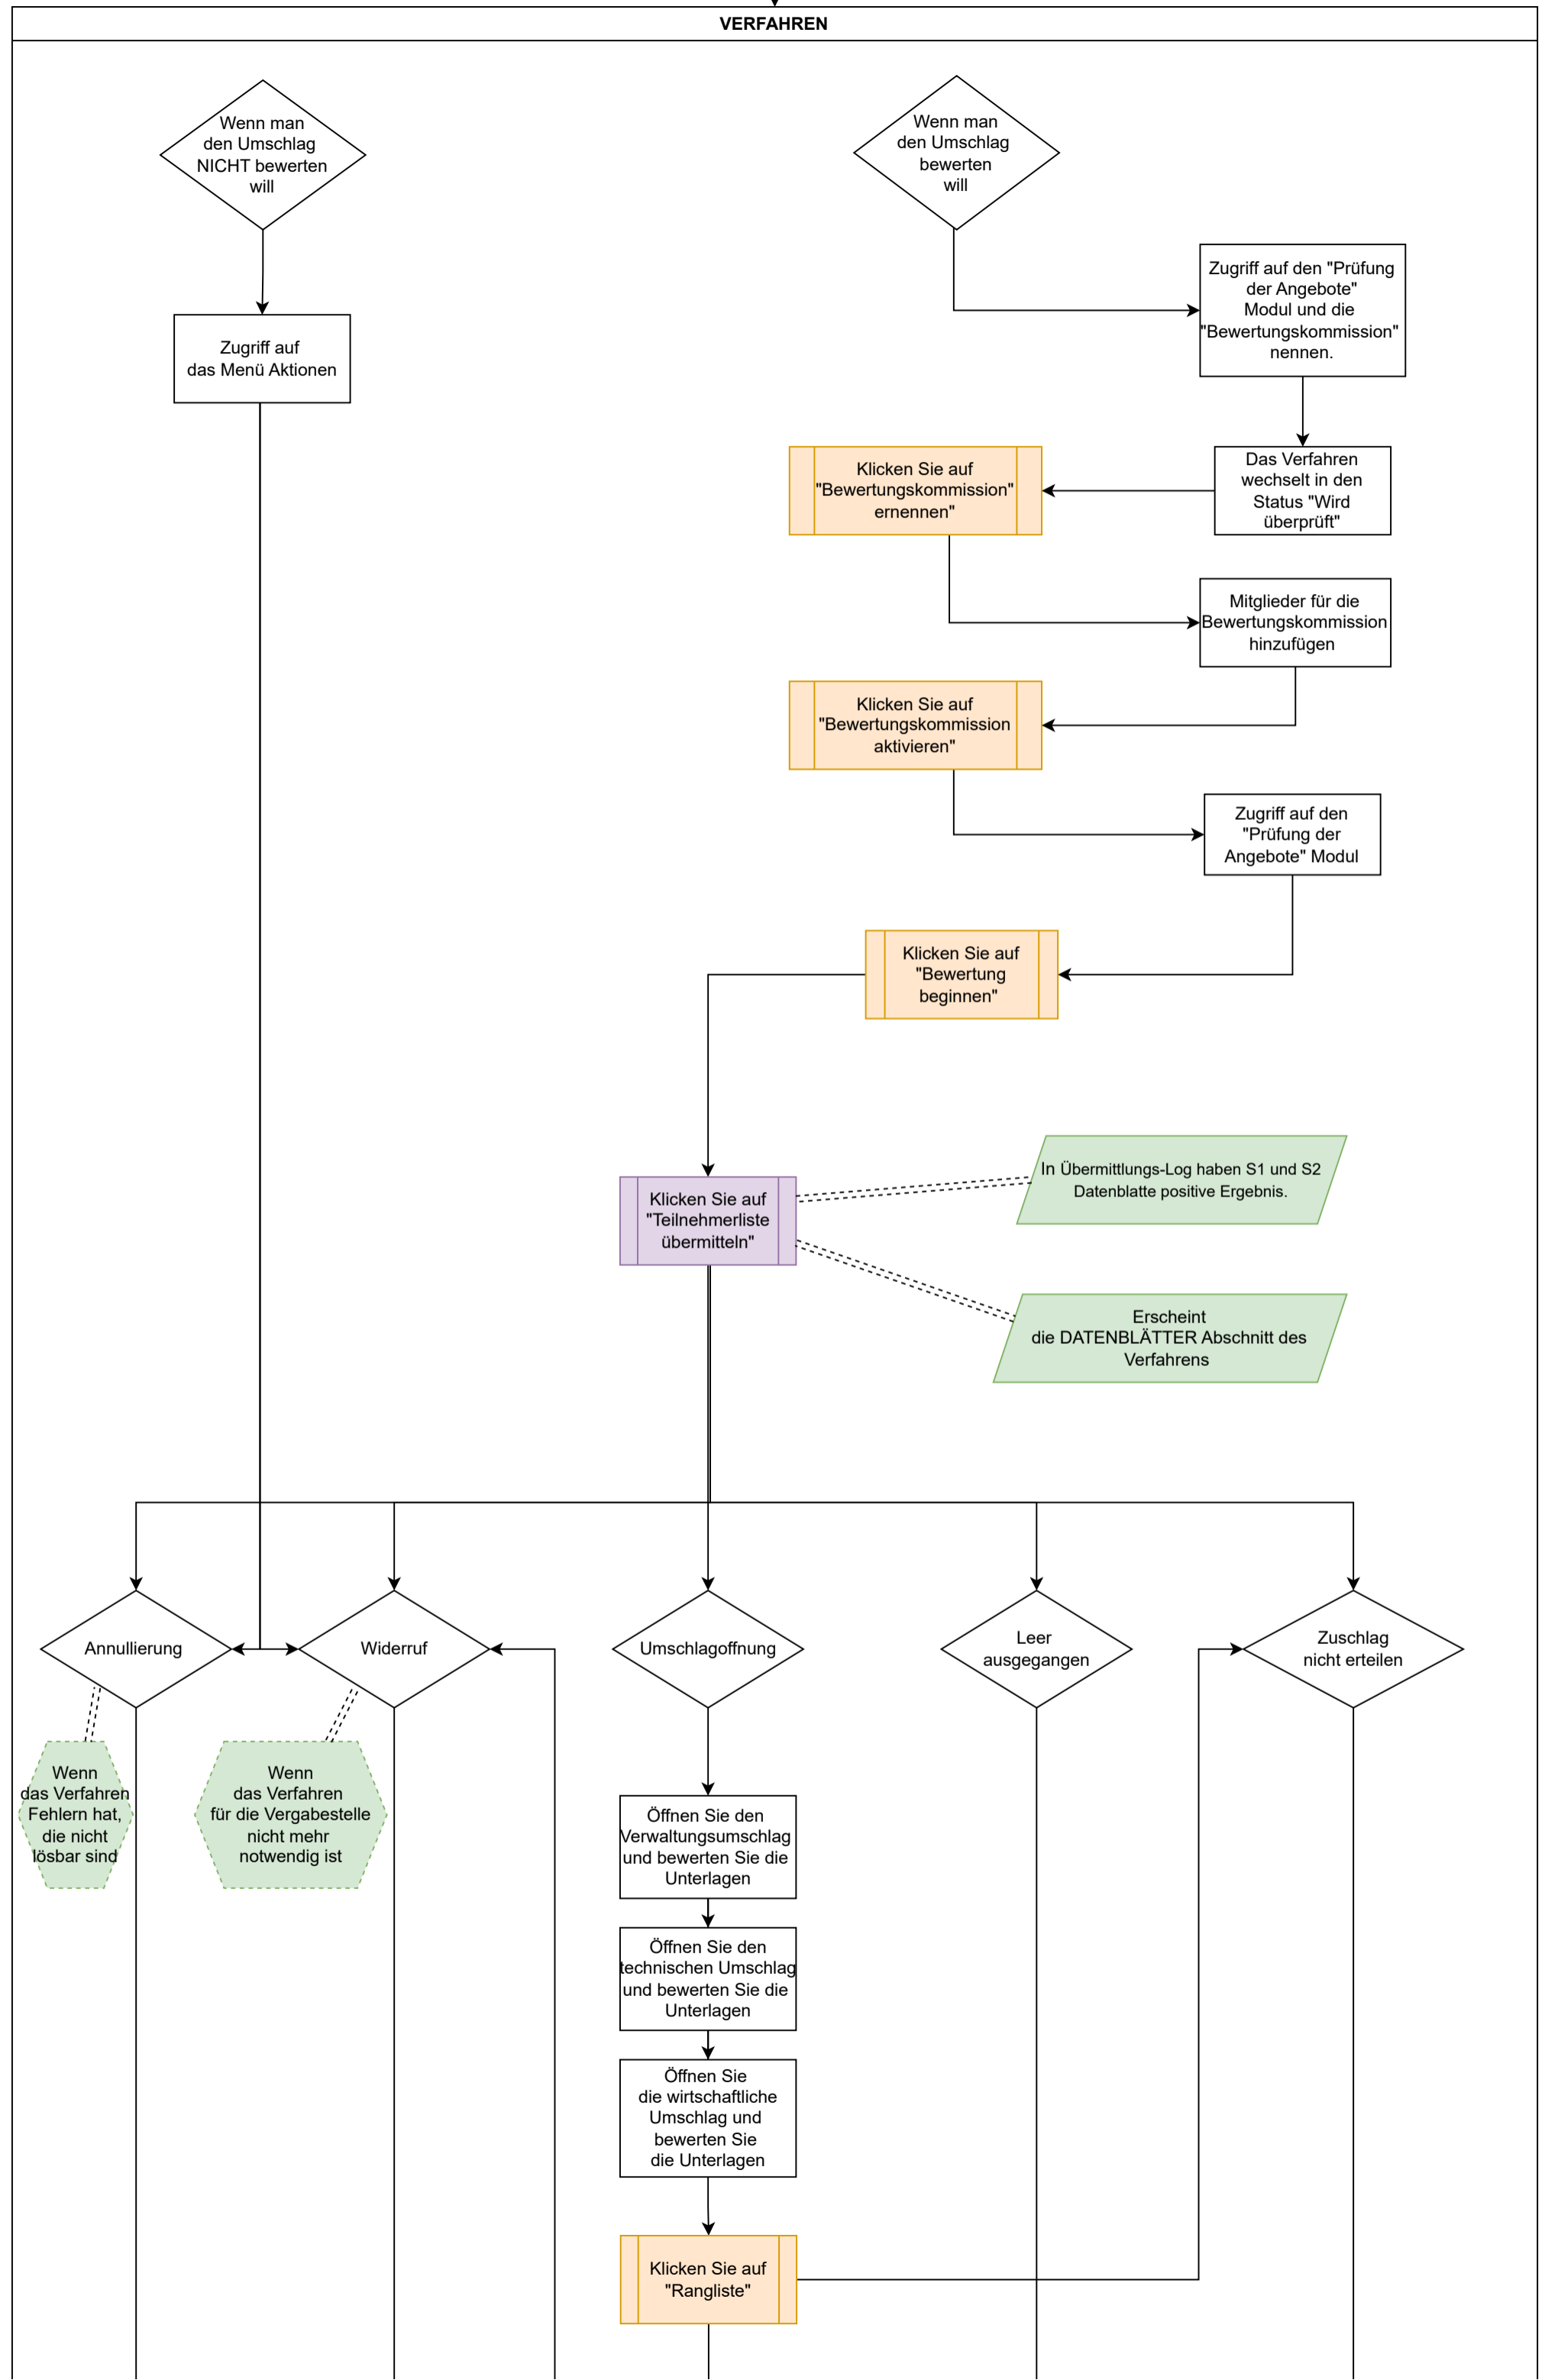 VERFAHREN
Wenn man
den Umschlag
NICHT bewerten
will
Wenn man
den Umschlag
bewerten
will
Zugriff auf den "Prüfung
der Angebote"
Modul und die
"Bewertungskommission"
nennen.
Zugriff auf
das Menü Aktionen
Das Verfahren
wechselt in den
Status "Wird
überprüft"
Klicken Sie auf
"Bewertungskommission"
ernennen"
Mitglieder für die
Bewertungskommission
hinzufügen
Klicken Sie auf
"Bewertungskommission
aktivieren"
Zugriff auf den
"Prüfung der
Angebote" Modul
Klicken Sie auf
"Bewertung
beginnen"
Klicken Sie auf
"Teilnehmerliste
übermitteln"
In Übermittlungs-Log haben S1 und S2
Datenblatte positive Ergebnis.
Erscheint
die DATENBLÄTTER Abschnitt des
Verfahrens
Annullierung
Widerruf
Umschlagoffnung
Leer
ausgegangen
Zuschlag
nicht erteilen
Wenn
das Verfahren
Fehlern hat,
die nicht
lösbar sind
Wenn
das Verfahren
für die Vergabestelle
nicht mehr
notwendig ist
Öffnen Sie den
Verwaltungsumschlag
und bewerten Sie die
Unterlagen
Öffnen Sie den
technischen Umschlag
und bewerten Sie die
Unterlagen
Öffnen Sie
die wirtschaftliche
Umschlag und
bewerten Sie
die Unterlagen
Klicken Sie auf
"Rangliste"